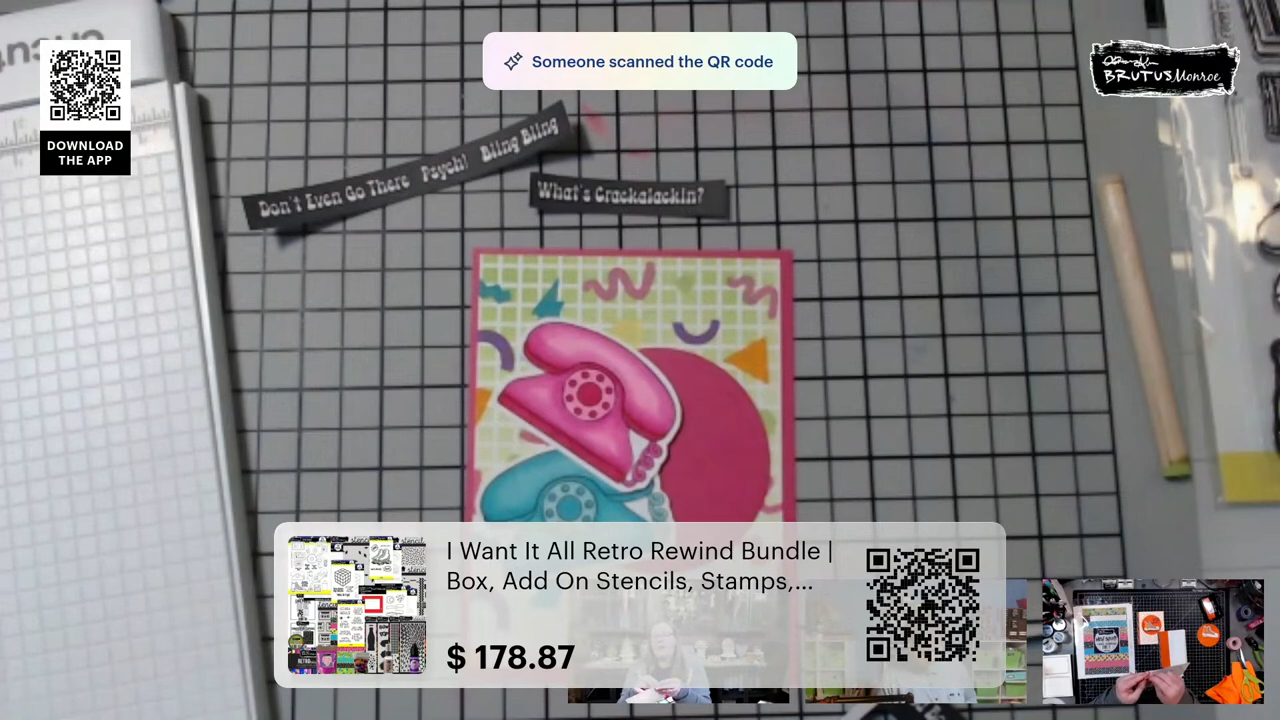 DOWNLOAD
THE APP
Someone scanned the QR code
BRUTUS Monroe
Don't Even Go There Psych! Bling Bling
What's Crackalackin?
I Want It All Retro Rewind Bundle |
Box, Add On Stencils, Stamps...
$ 178.87